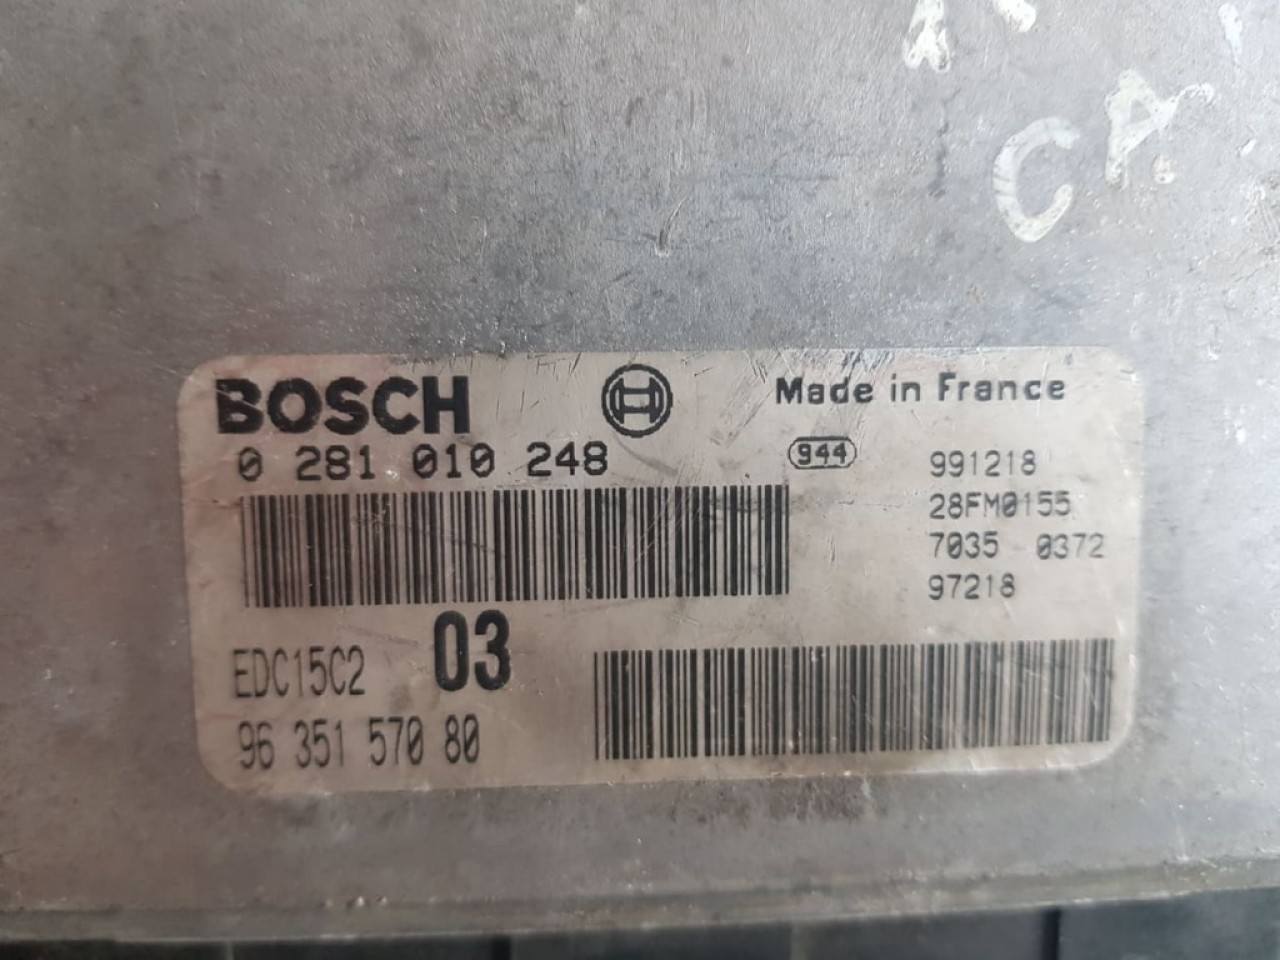 CA
BOSCH Made in France
0 281 010 248 944 991218
28FM0155
7035 0372
97218
EDC15C2 03
96 351 570 80